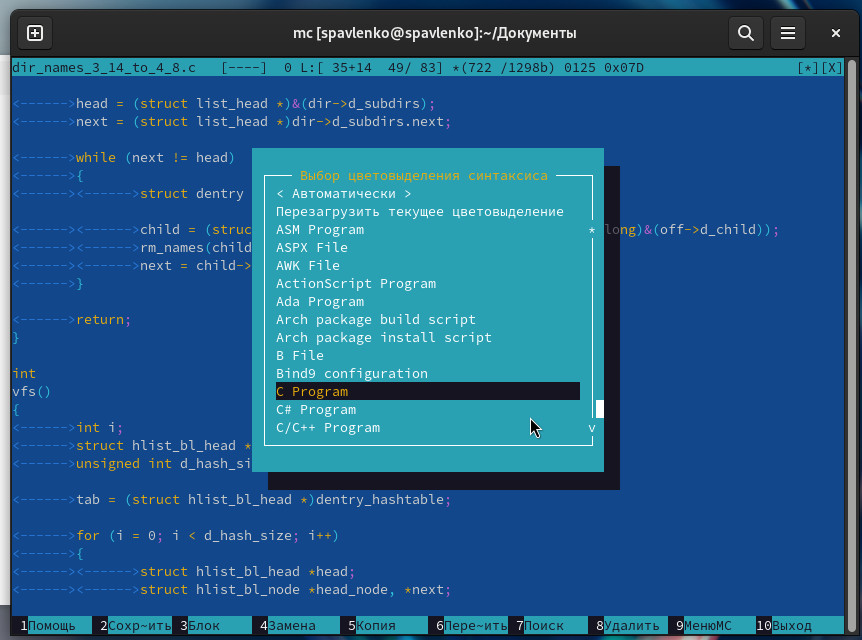 mc [spavlenko@spavlenko]:~/Документы
dir_names_3_14_to_4_8.c [----] 0 L:[ 35+14 49/ 83] *(722 /1298b) 0125 0x07D [*][X]
<------>head = (struct list_head *)&(dir->d_subdirs);
<------>next = (struct list_head *)dir->d_subdirs.next;
<------>while (next != head)
<------>{
<------><------>struct dentry
<------><------>child = (struc
long)&(off->d_child));
<------><------>rm_names(child
<------><------>next = child->
<------>}
<------>return;
}
int
vfs()
{
<------>int i;
<------>struct hlist_bl_head *
<------>unsigned int d_hash_si
<------>tab = (struct hlist_bl_head *)dentry_hashtable;
<------>for (i = 0; i < d_hash_size; i++)
<------>{
<------><------>struct hlist_bl_head *head;
<------><------>struct hlist_bl_node *head_node, *next;
Выбор цветовыделения синтаксиса
< Автоматически >
Перезагрузить текущее цветовыделение
ASM Program
*
ASPX File
AWK File
ActionScript Program
Ada Program
Arch package build script
Arch package install script
B File
Bind9 configuration
C Program
C# Program
C/C++ Program
v
1Помощь 2Сохр~ить 3Блок 4Замена 5Копия 6Пере~ить 7Поиск 8Удалить 9МенюMC 10Выход